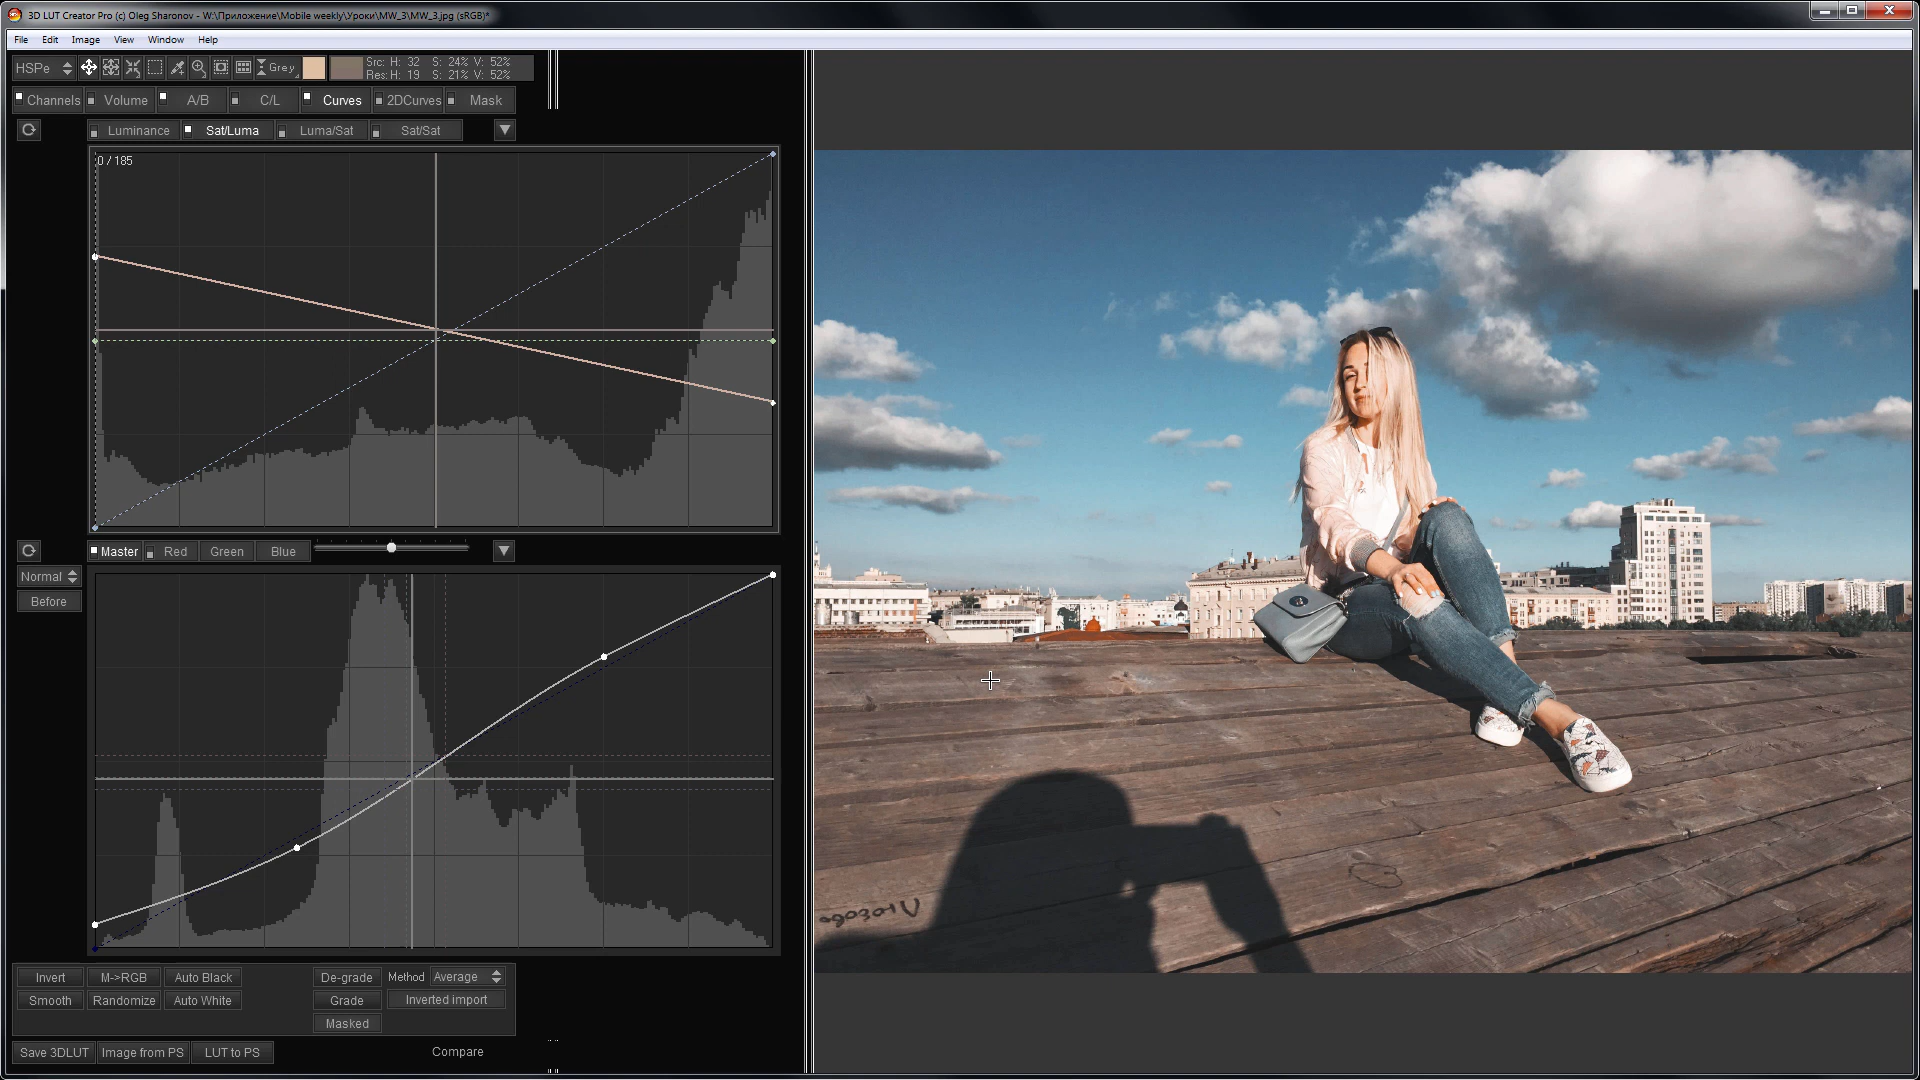 3D LUT Creator Pro (c) Oleg Sharonov - W:\Приложение\Mobile weekly\Уроки\MW_3\MW_3.jpg (sRGB)*
File Edit Image View Window Help
HSPe Grey Src: H: 32 S: 24% V: 52%
Res: H: 19 S: 21% V: 52%
Channels Volume A/B C/L Curves 2DCurves Mask
Luminance Sat/Luma Luma/Sat Sat/Sat
0 / 185
Master Red Green Blue
Normal
Before
Invert M->RGB Auto Black De-grade Method Average
Smooth Randomize Auto White Grade Inverted import
Masked
Save 3DLUT Image from PS LUT to PS Compare